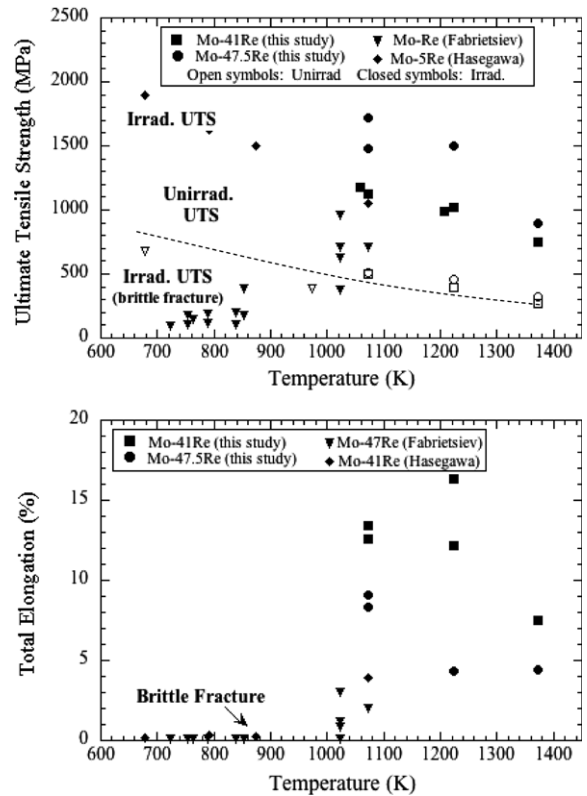 2500
■ Mo-41Re (this study) ▼ Mo-Re (Fabrietsiev)
● Mo-47.5Re (this study) ◆ Mo-5Re (Hasegawa)
Open symbols: Unirrad Closed symbols: Irrad.
2000
Irrad. UTS
1500
Unirrad.
UTS
1000
500
Irrad. UTS
(brittle fracture)
0
Ultimate Tensile Strength (MPa)
600 700 800 900 1000 1100 1200 1300 1400
Temperature (K)
20
■ Mo-41Re (this study) ▼ Mo-47Re (Fabrietsiev)
● Mo-47.5Re (this study) ◆ Mo-41Re (Hasegawa)
15
10
5
Brittle Fracture
0
Total Elongation (%)
600 700 800 900 1000 1100 1200 1300 1400
Temperature (K)